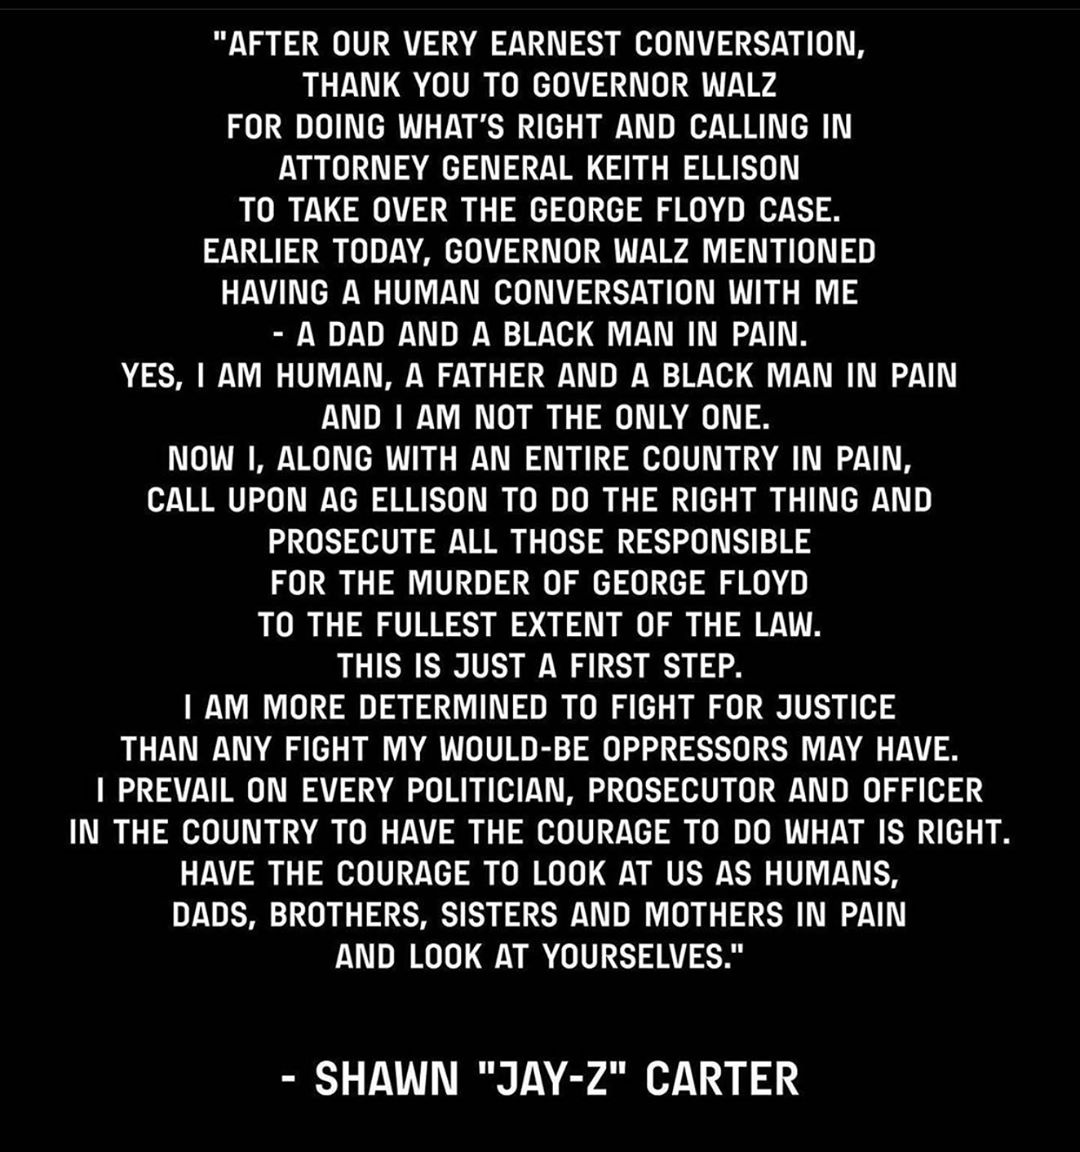 "AFTER OUR VERY EARNEST CONVERSATION,
THANK YOU TO GOVERNOR WALZ
FOR DOING WHAT'S RIGHT AND CALLING IN
ATTORNEY GENERAL KEITH ELLISON
TO TAKE OVER THE GEORGE FLOYD CASE.
EARLIER TODAY, GOVERNOR WALZ MENTIONED
HAVING A HUMAN CONVERSATION WITH ME
- A DAD AND A BLACK MAN IN PAIN.
YES, I AM HUMAN, A FATHER AND A BLACK MAN IN PAIN
AND I AM NOT THE ONLY ONE.
NOW I, ALONG WITH AN ENTIRE COUNTRY IN PAIN,
CALL UPON AG ELLISON TO DO THE RIGHT THING AND
PROSECUTE ALL THOSE RESPONSIBLE
FOR THE MURDER OF GEORGE FLOYD
TO THE FULLEST EXTENT OF THE LAW.
THIS IS JUST A FIRST STEP.
I AM MORE DETERMINED TO FIGHT FOR JUSTICE
THAN ANY FIGHT MY WOULD-BE OPPRESSORS MAY HAVE.
I PREVAIL ON EVERY POLITICIAN, PROSECUTOR AND OFFICER
IN THE COUNTRY TO HAVE THE COURAGE TO DO WHAT IS RIGHT.
HAVE THE COURAGE TO LOOK AT US AS HUMANS,
DADS, BROTHERS, SISTERS AND MOTHERS IN PAIN
AND LOOK AT YOURSELVES."
- SHAWN "JAY-Z" CARTER